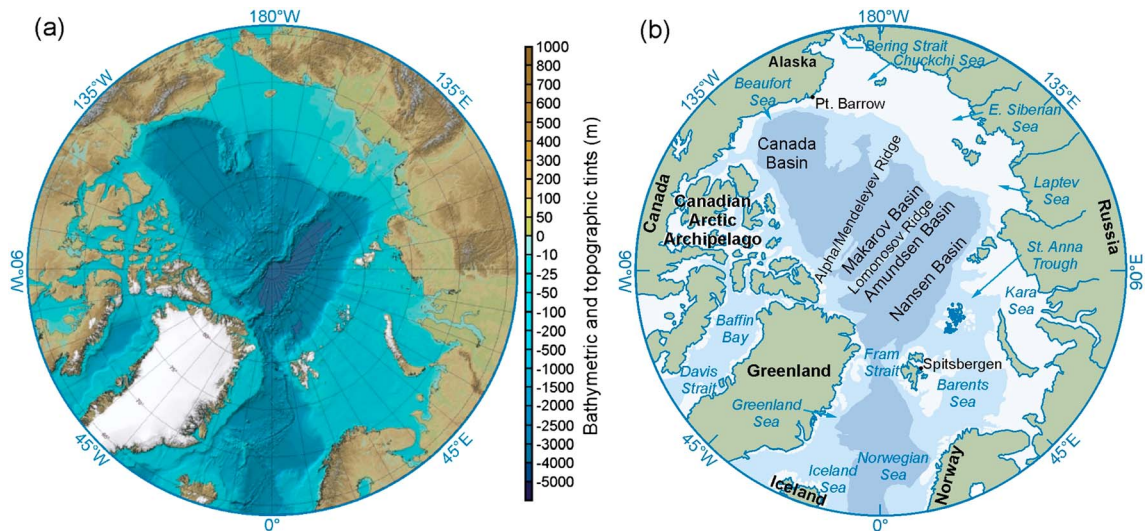 (a)
180°W
135°W
135°E
90°W
45°W
45°E
0°
1000
800
700
600
500
400
300
200
100
50
0
-10
-25
-50
-100
-200
-500
-1000
-1500
-2000
-2500
-3000
-4000
-5000
Bathymetric and topographic tints (m)
(b)
180°W
135°W
135°E
90°W
90°E
45°W
45°E
0°
Bering Strait
Chuckchi Sea
Alaska
Beaufort
Sea
Pt. Barrow
E. Siberian
Sea
Canada
Basin
Laptev
Sea
Canada
Canadian
Arctic
Archipelago
Alpha/Mendeleyev Ridge
Makarov Basin
Lomonosov Ridge
Amundsen Basin
Nansen Basin
Russia
St. Anna
Trough
Kara
Sea
Baffin
Bay
Davis
Strait
Greenland
Fram
Strait
Spitsbergen
Barents
Sea
Greenland
Sea
Iceland
Sea
Norwegian
Sea
Iceland
Norway